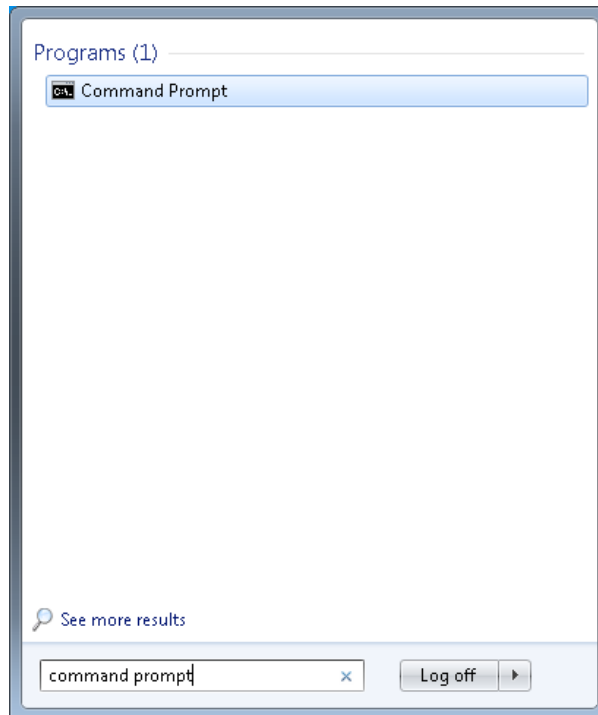 Programs (1)
C:\. Command Prompt
See more results
command prompt
Log off